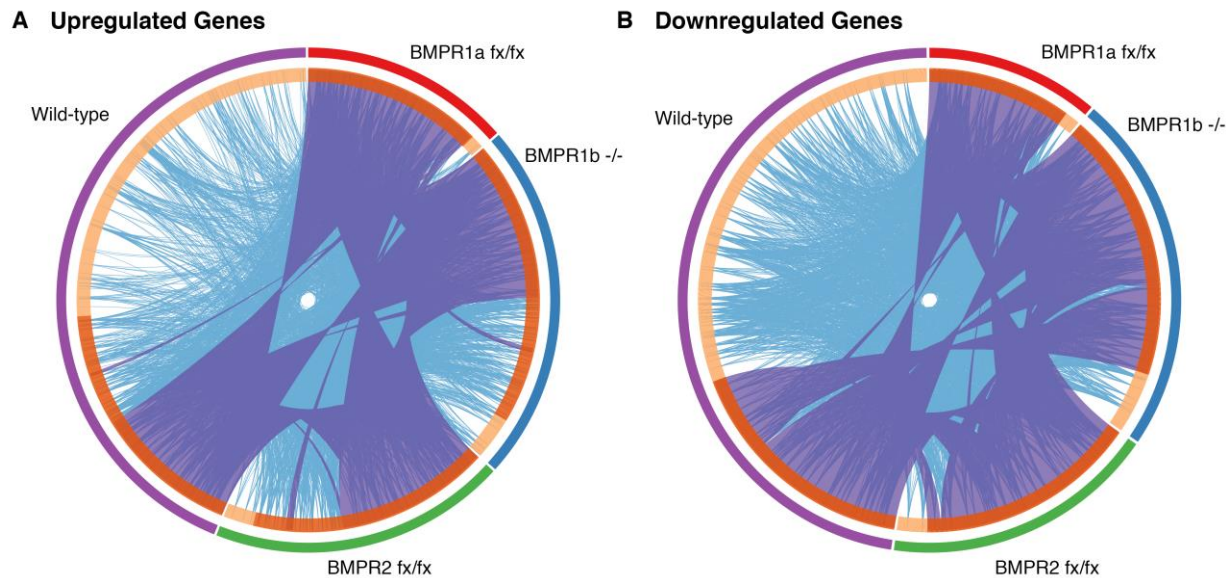 A Upregulated Genes
BMPR1a fx/fx
Wild-type
BMPR1b -/-
BMPR2 fx/fx
B Downregulated Genes
BMPR1a fx/fx
Wild-type
BMPR1b -/-
BMPR2 fx/fx